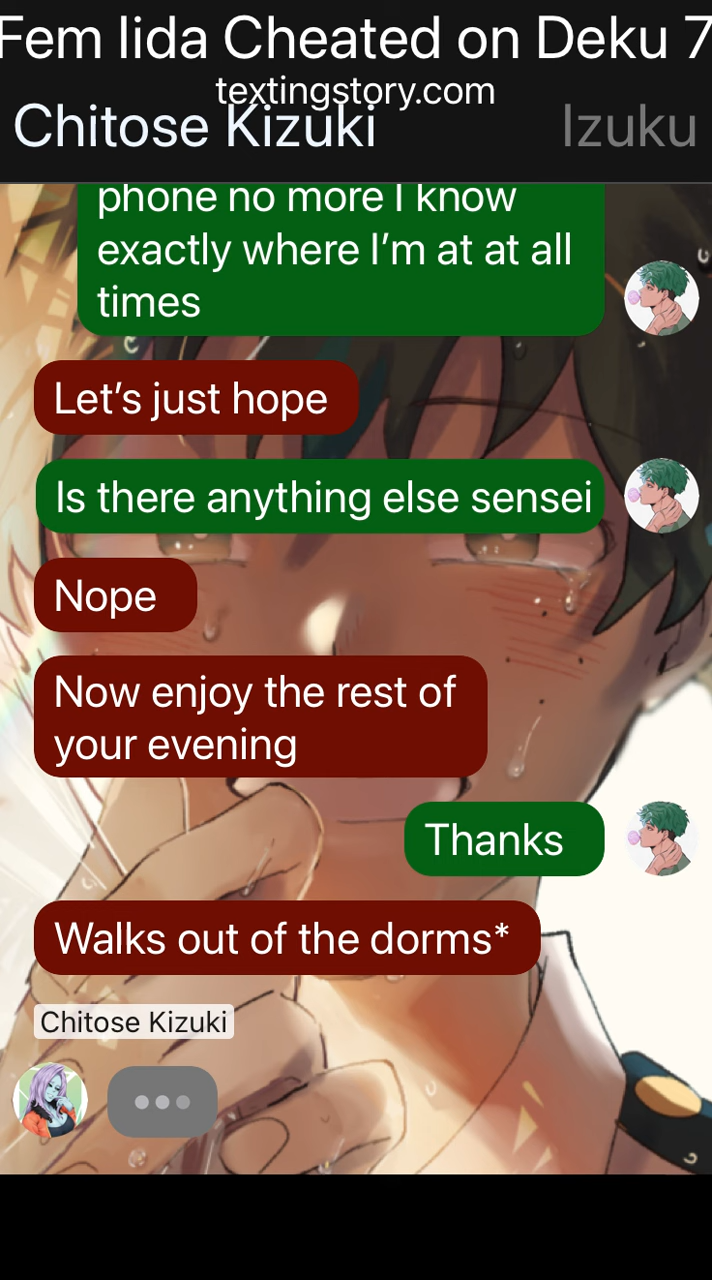 Fem Iida Cheated on Deku 7
textingstory.com
Chitose Kizuki
Izuku
phone no more I know
exactly where I’m at at all
times
Let’s just hope
Is there anything else sensei
Nope
Now enjoy the rest of
your evening
Thanks
Walks out of the dorms*
Chitose Kizuki